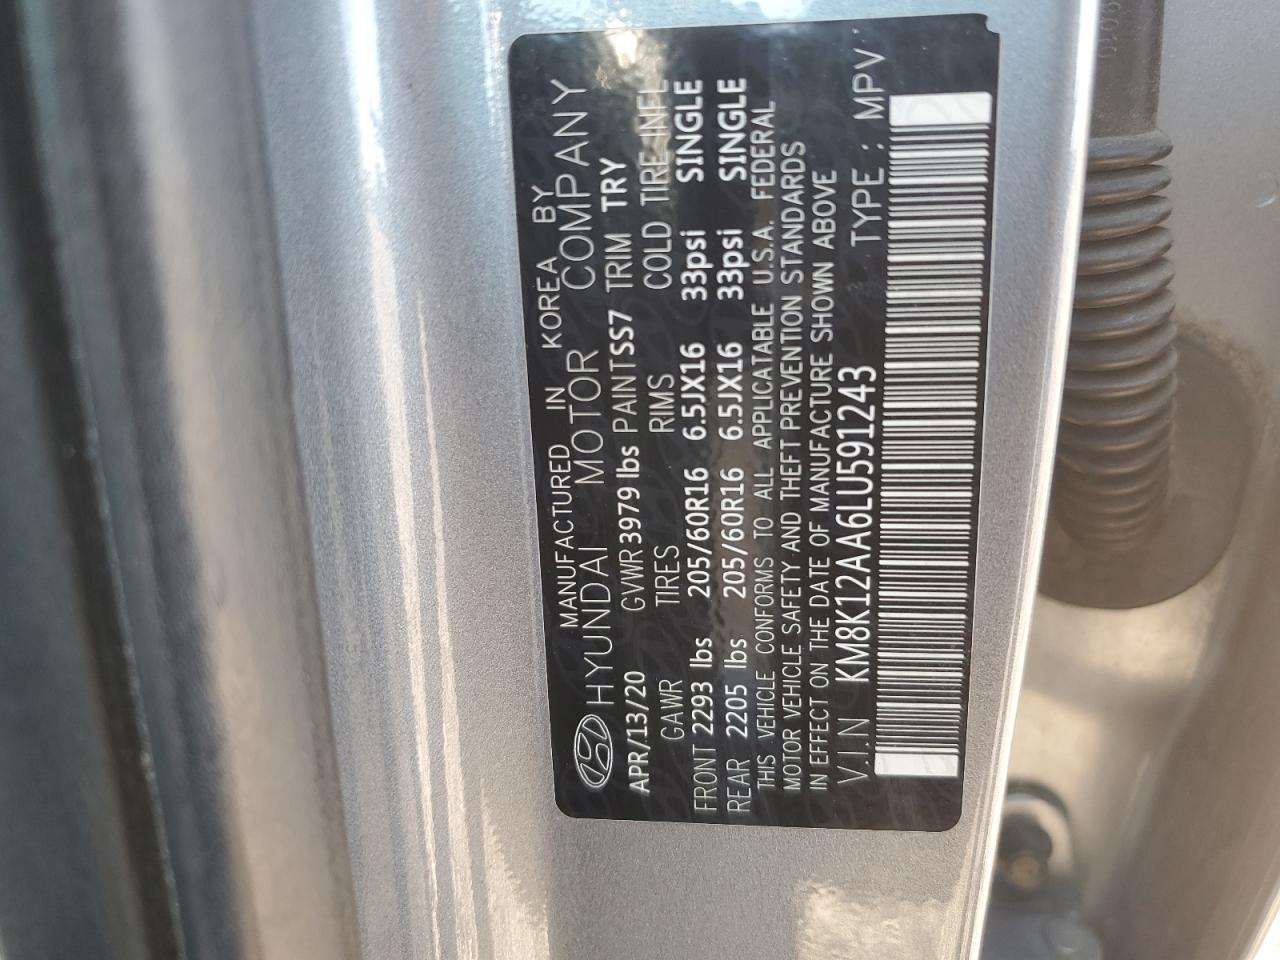 MANUFACTURED IN KOREA BY
HYUNDAI MOTOR COMPANY
APR/13/20 GVWR 3979 lbs PAINT SS7 TRIM TRY
GAWR TIRES RIMS COLD TIRE INFL
FRONT 2293 lbs 205/60R16 6.5JX16 33psi SINGLE
REAR 2205 lbs 205/60R16 6.5JX16 33psi SINGLE
THIS VEHICLE CONFORMS TO ALL APPLICATABLE U.S.A. FEDERAL
MOTOR VEHICLE SAFETY AND THEFT PREVENTION STANDARDS
IN EFFECT ON THE DATE OF MANUFACTURE SHOWN ABOVE
V.I.N KM8K12AA6LU591243 TYPE : MPV